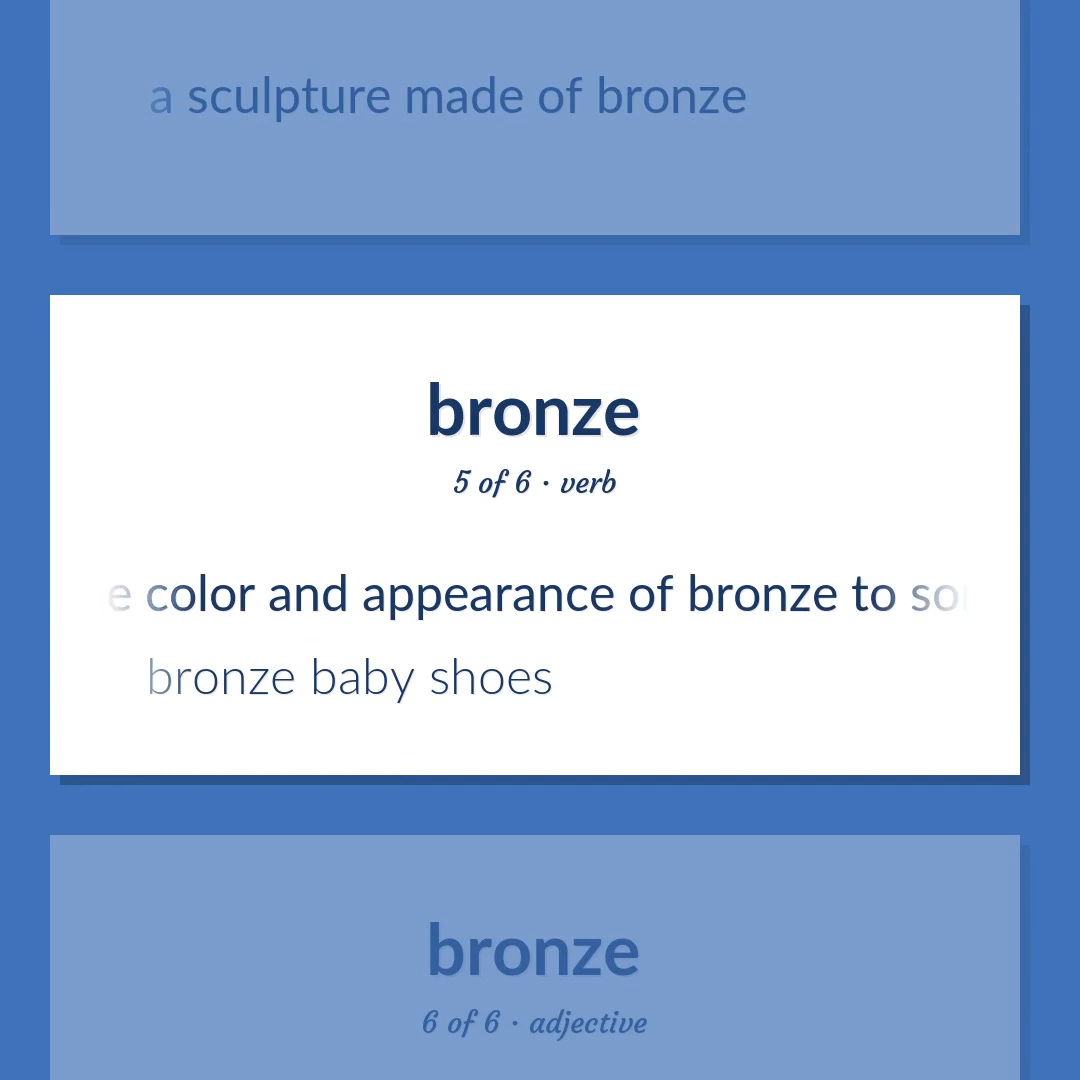 a sculpture made of bronze
bronze
5 of 6 · verb
e color and appearance of bronze to
bronze baby shoes
bronze
6 of 6 · adjective